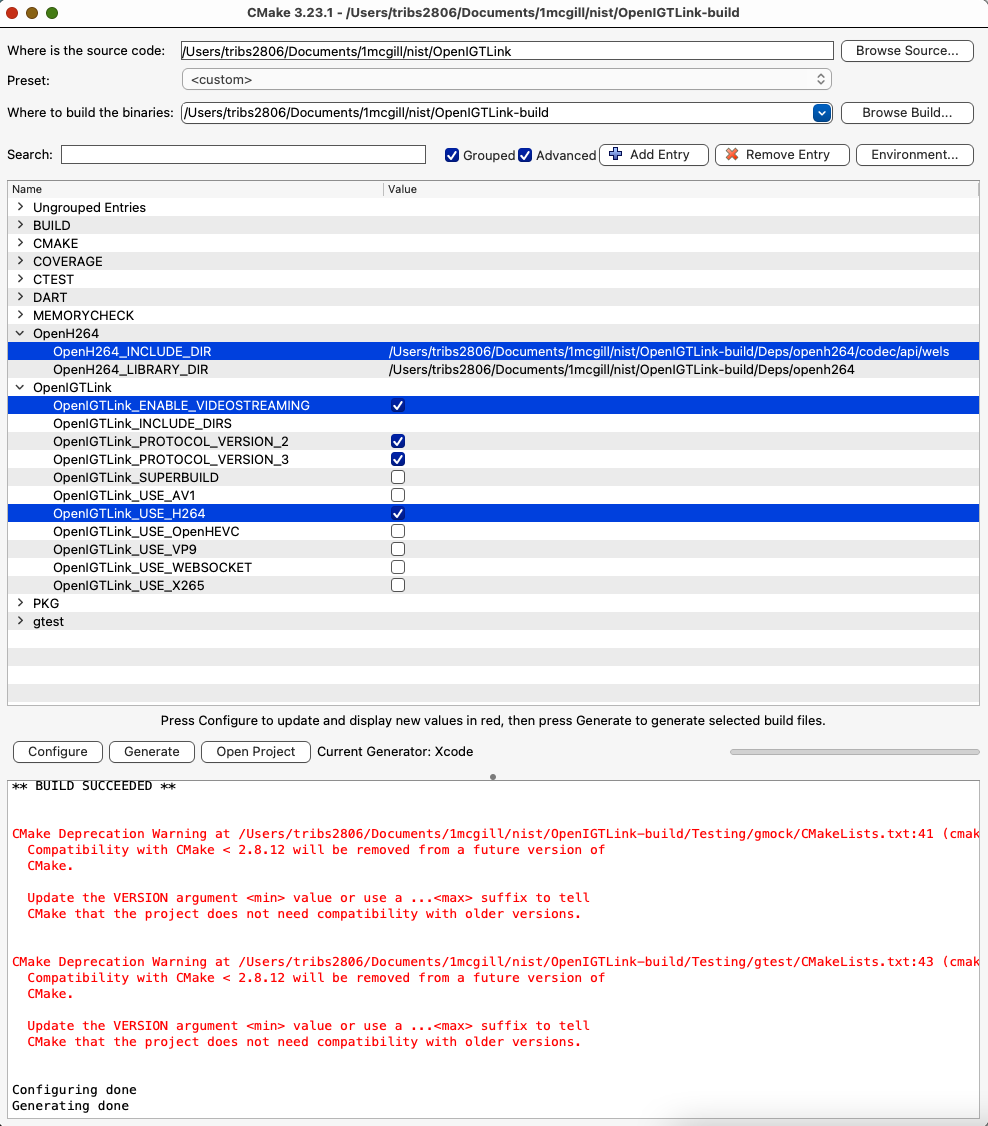 CMake 3.23.1 - /Users/tribs2806/Documents/1mcgill/nist/OpenIGTLink-build
Where is the source code: /Users/tribs2806/Documents/1mcgill/nist/OpenIGTLink Browse Source...
Preset: <custom>
Where to build the binaries: /Users/tribs2806/Documents/1mcgill/nist/OpenIGTLink-build Browse Build...
Search: Grouped Advanced Add Entry Remove Entry Environment...
Name Value
Ungrouped Entries
BUILD
CMAKE
COVERAGE
CTEST
DART
MEMORYCHECK
OpenH264
OpenH264_INCLUDE_DIR /Users/tribs2806/Documents/1mcgill/nist/OpenIGTLink-build/Deps/openh264/codec/api/wels
OpenH264_LIBRARY_DIR /Users/tribs2806/Documents/1mcgill/nist/OpenIGTLink-build/Deps/openh264
OpenIGTLink
OpenIGTLink_ENABLE_VIDEOSTREAMING
OpenIGTLink_INCLUDE_DIRS
OpenIGTLink_PROTOCOL_VERSION_2
OpenIGTLink_PROTOCOL_VERSION_3
OpenIGTLink_SUPERBUILD
OpenIGTLink_USE_AV1
OpenIGTLink_USE_H264
OpenIGTLink_USE_OpenHEVC
OpenIGTLink_USE_VP9
OpenIGTLink_USE_WEBSOCKET
OpenIGTLink_USE_X265
PKG
gtest
Press Configure to update and display new values in red, then press Generate to generate selected build files.
Configure Generate Open Project Current Generator: Xcode
** BUILD SUCCEEDED **
CMake Deprecation Warning at /Users/tribs2806/Documents/1mcgill/nist/OpenIGTLink-build/Testing/gmock/CMakeLists.txt:41 (cmak
Compatibility with CMake < 2.8.12 will be removed from a future version of
CMake.
Update the VERSION argument <min> value or use a ...<max> suffix to tell
CMake that the project does not need compatibility with older versions.
CMake Deprecation Warning at /Users/tribs2806/Documents/1mcgill/nist/OpenIGTLink-build/Testing/gtest/CMakeLists.txt:43 (cmak
Compatibility with CMake < 2.8.12 will be removed from a future version of
CMake.
Update the VERSION argument <min> value or use a ...<max> suffix to tell
CMake that the project does not need compatibility with older versions.
Configuring done
Generating done